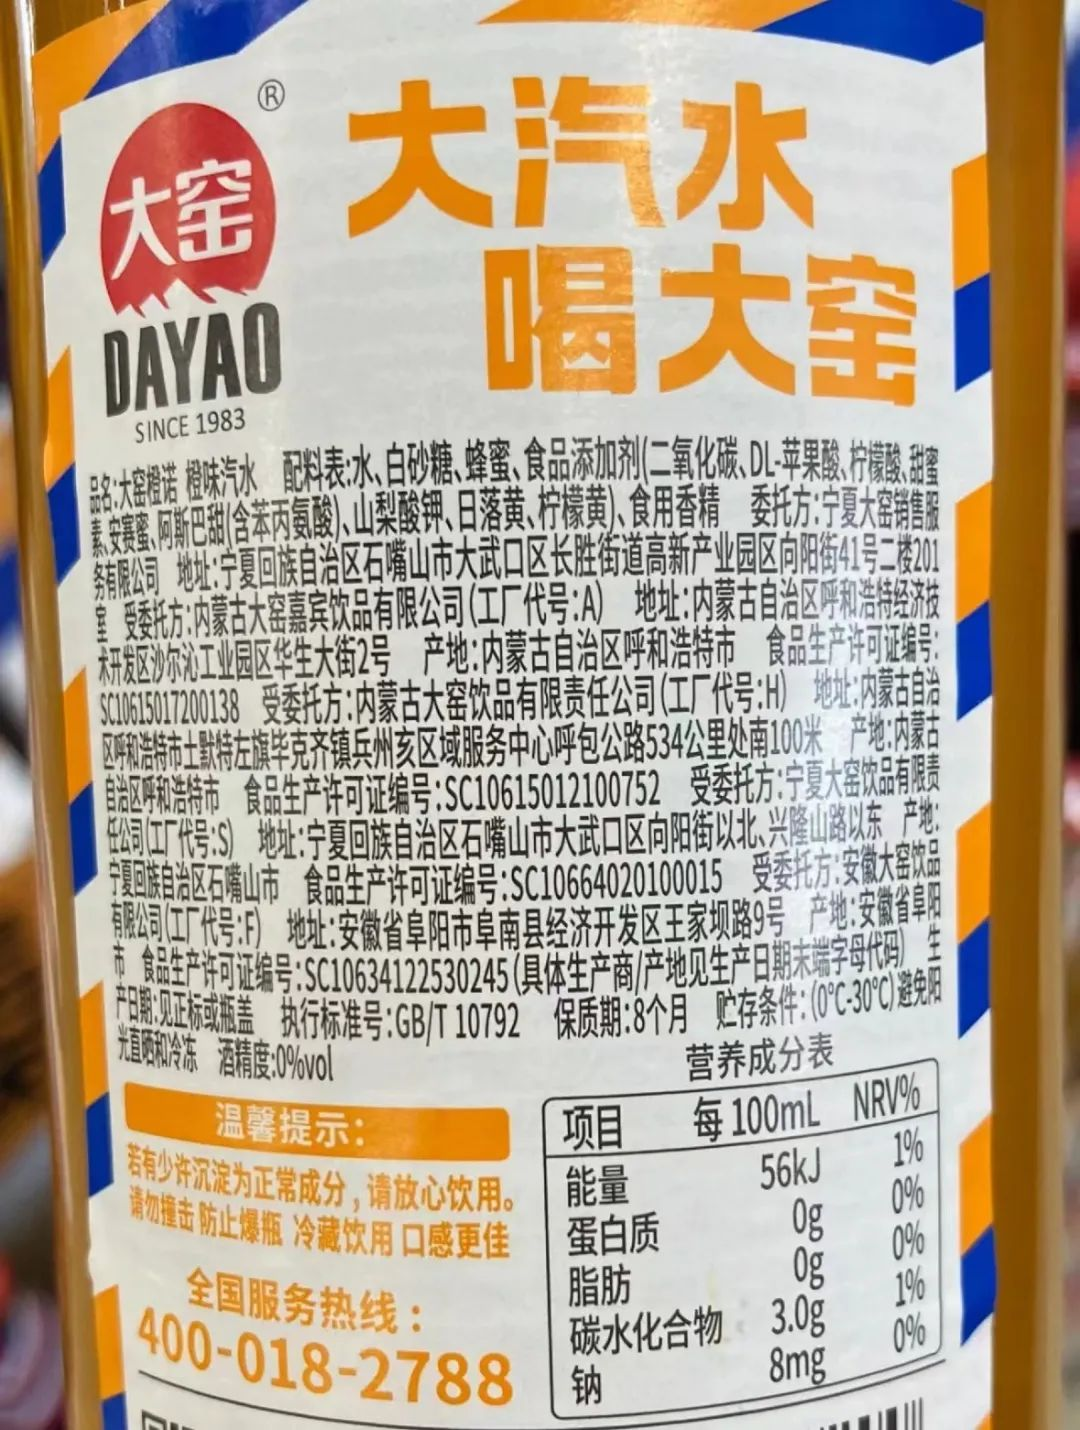 ®
大窑
DAYAO
SINCE 1983
大汽水
喝大窑
品名:大窑橙诺 橙味汽水 配料表:水、白砂糖、蜂蜜、食品添加剂(二氧化碳、DL-苹果酸、柠檬酸、甜蜜
素、安赛蜜、阿斯巴甜(含苯丙氨酸)、山梨酸钾、日落黄、柠檬黄)、食用香精 委托方:宁夏大窑销售服
务有限公司 地址:宁夏回族自治区石嘴山市大武口区长胜街道高新产业园区向阳街41号二楼201
室 受委托方:内蒙古大窑嘉宾饮品有限公司(工厂代号:A) 地址:内蒙古自治区呼和浩特经济技
术开发区沙尔沁工业园区华生大街2号 产地:内蒙古自治区呼和浩特市 食品生产许可证编号:
SC10615017200138 受委托方:内蒙古大窑饮品有限责任公司(工厂代号:H) 地址:内蒙古自治
区呼和浩特市土默特左旗毕克齐镇兵州亥区域服务中心呼包公路534公里处南100米 产地:内蒙古
自治区呼和浩特市 食品生产许可证编号:SC10615012100752 受委托方:宁夏大窑饮品有限责
任公司(工厂代号:S) 地址:宁夏回族自治区石嘴山市大武口区向阳街以北、兴隆山路以东 产地:
宁夏回族自治区石嘴山市 食品生产许可证编号:SC10664020100015 受委托方:安徽大窑饮品
有限公司(工厂代号:F) 地址:安徽省阜阳市阜南县经济开发区王家坝路9号 产地:安徽省阜阳
市 食品生产许可证编号:SC10634122530245(具体生产商/产地见生产日期末端字母代码) 生
产日期:见正标或瓶盖 执行标准号:GB/T 10792 保质期:8个月 贮存条件:(0℃-30℃)避免阳
光直晒和冷冻 酒精度:0%vol
温馨提示:
若有少许沉淀为正常成分,请放心饮用。
请勿撞击 防止爆瓶 冷藏饮用 口感更佳
全国服务热线:
400-018-2788
营养成分表
项目 每100mL NRV%
能量 56kJ 1%
蛋白质 0g 0%
脂肪 0g 0%
碳水化合物 3.0g 1%
钠 8mg 0%